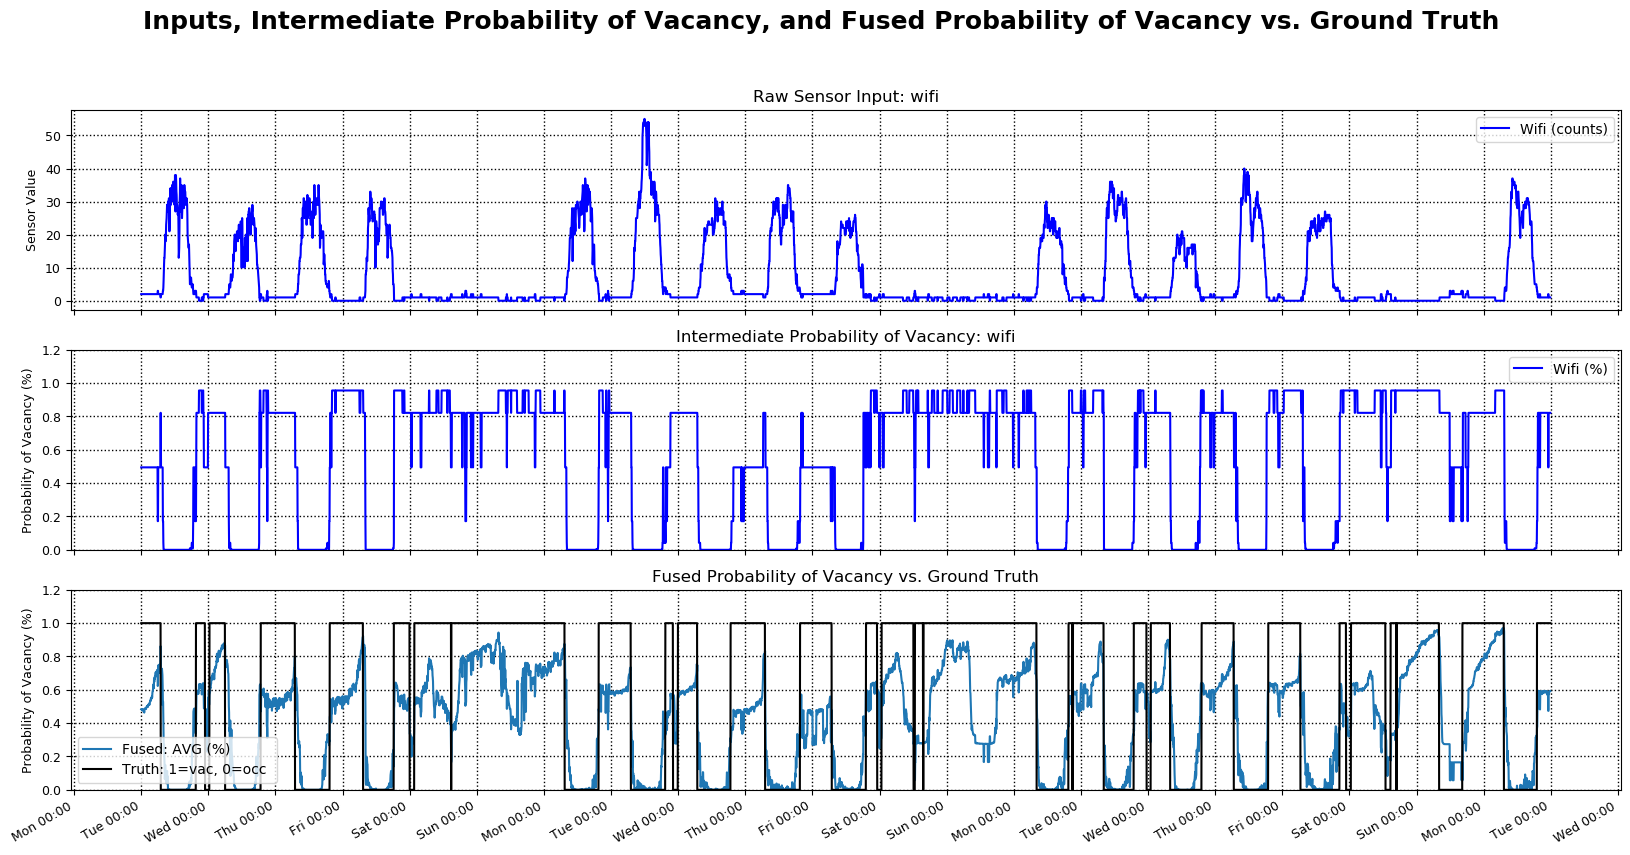 Inputs, Intermediate Probability of Vacancy, and Fused Probability of Vacancy vs. Ground Truth
Raw Sensor Input: wifi
Sensor Value
50
40
30
20
10
0
Wifi (counts)
Intermediate Probability of Vacancy: wifi
Probability of Vacancy (%)
1.2
1.0
0.8
0.6
0.4
0.2
0.0
Wifi (%)
Fused Probability of Vacancy vs. Ground Truth
Probability of Vacancy (%)
1.2
1.0
0.8
0.6
0.4
0.2
0.0
Fused: AVG (%)
Truth: 1=vac, 0=occ
Mon 00:00
Tue 00:00
Wed 00:00
Thu 00:00
Fri 00:00
Sat 00:00
Sun 00:00
Mon 00:00
Tue 00:00
Wed 00:00
Thu 00:00
Fri 00:00
Sat 00:00
Sun 00:00
Mon 00:00
Tue 00:00
Wed 00:00
Thu 00:00
Fri 00:00
Sat 00:00
Sun 00:00
Mon 00:00
Tue 00:00
Wed 00:00